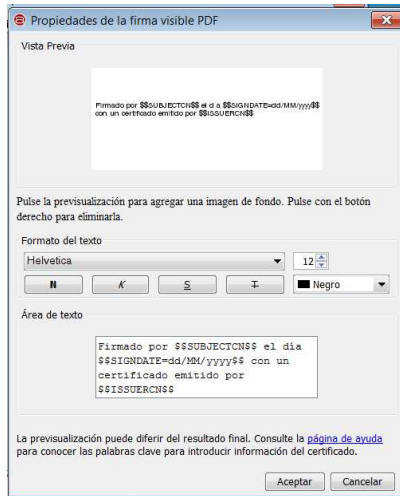 Propiedades de la firma visible PDF
Vista Previa
Firmado por $$SUBJECTCN$$ el d a $$SIGNDATE=dd/MM/yyyy$$
con un certificado emitido por $$ISSUERCN$$
Pulse la previsualización para agregar una imagen de fondo. Pulse con el botón
derecho para eliminarla.
Formato del texto
Helvetica 12
N K S T Negro
Área de texto
Firmado por $$SUBJECTCN$$ el día
$$SIGNDATE=dd/MM/yyyy$$ con un
certificado emitido por
$$ISSUERCN$$
La previsualización puede diferir del resultado final. Consulte la página de ayuda
para conocer las palabras clave para introducir información del certificado.
Aceptar Cancelar